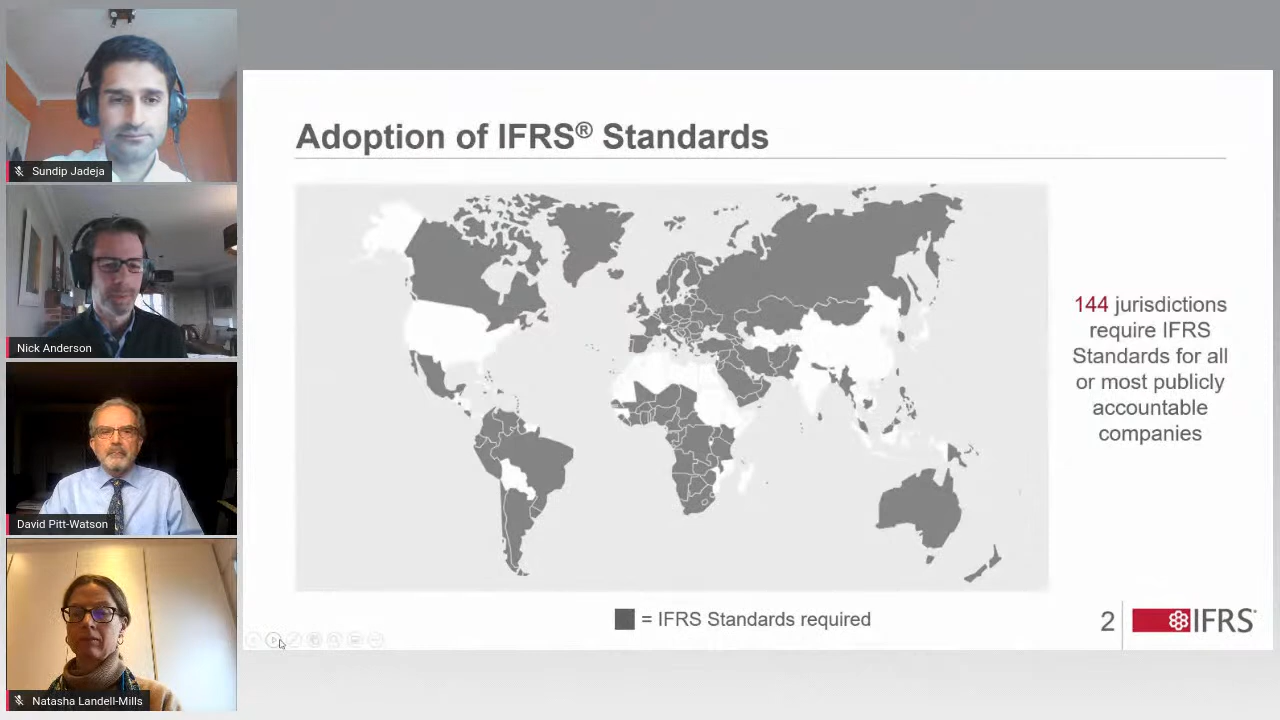 Sundip Jadeja
Nick Anderson
David Pitt-Watson
Natasha Landell-Mills
Adoption of IFRS® Standards
144 jurisdictions
require IFRS
Standards for all
or most publicly
accountable
companies
= IFRS Standards required
2
IFRS®